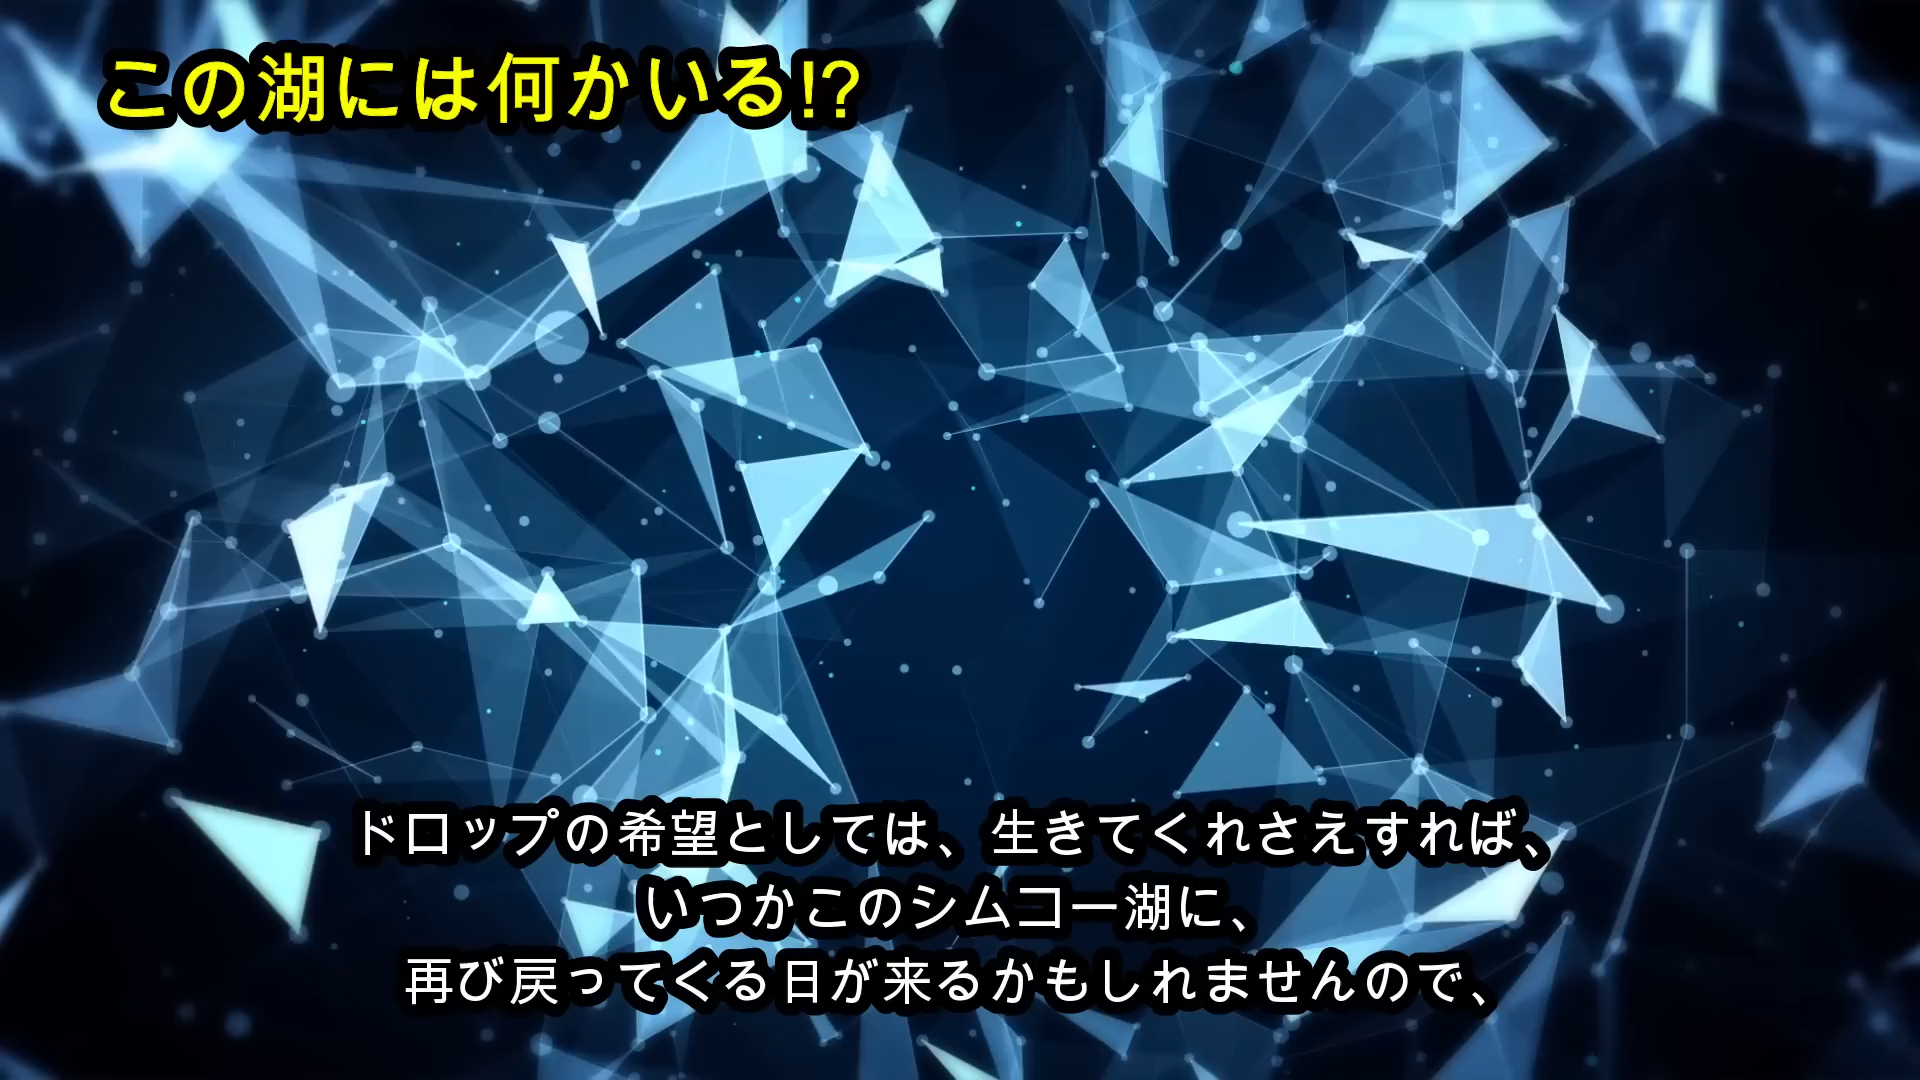 この湖には何かいる!?
ドロップの希望としては、生きてくれさえすれば、
いつかこのシムコー湖に、
再び戻ってくる日が来るかもしれませんので、